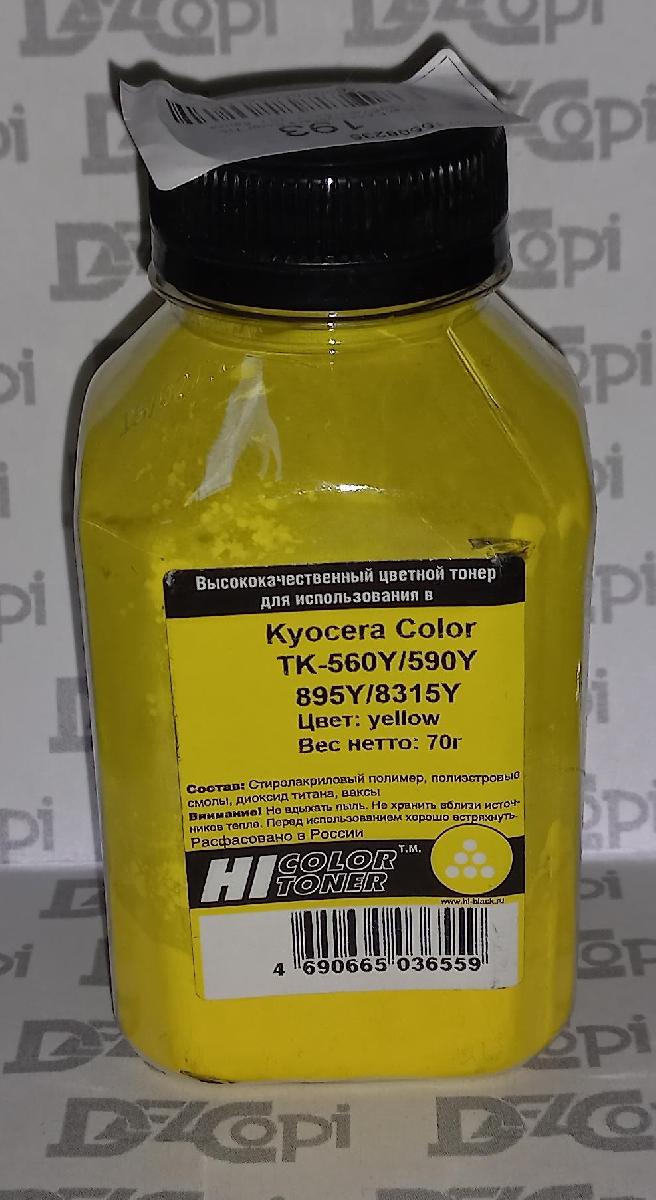 193
Высококачественный цветной тонер
для использования в
Kyocera Color
TK-560Y/590Y
895Y/8315Y
Цвет: yellow
Вес нетто: 70г
Состав: Стиролакриловый полимер, полиэстровые
смолы, диоксид титана, ваксы
Внимание! Не вдыхать пыль. Не хранить вблизи источ-
ников тепла. Перед использованием хорошо встряхнуть.
Расфасовано в России
HI COLOR TONER T.M.
www.hi-black.ru
4 690665 036559